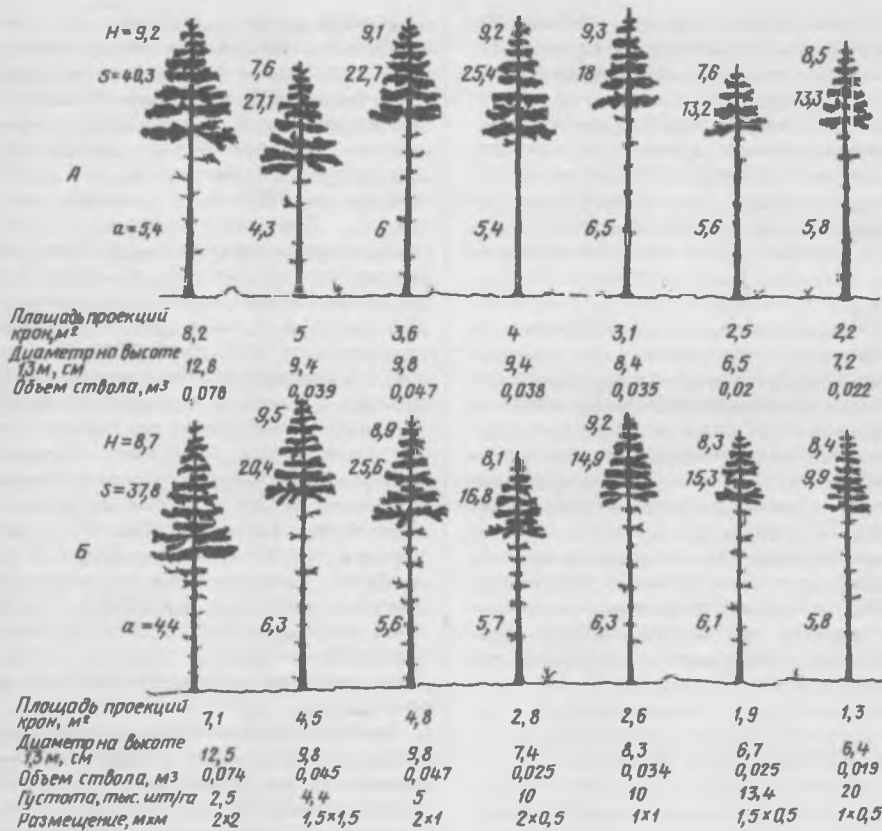 H=9,2 7,6 9,1 9,2 9,3 7,6 8,5
S=40,3 27,1 22,7 25,4 18 13,2 13,3
А
a=5,4 4,3 6 5,4 6,5 5,6 5,8
Площадь проекций
крон, м² 8,2 5 3,6 4 3,1 2,5 2,2
Диаметр на высоте
1,3 м, см 12,8 9,4 9,8 9,4 8,4 6,5 7,2
Объем ствола, м3 0,078 0,039 0,047 0,038 0,035 0,02 0,022
H=8,7 9,5 8,9 8,1 9,2 8,3 8,4
S=37,8 20,4 25,6 16,8 14,9 15,3 9,9
Б
a=4,4 6,3 5,6 5,7 6,3 6,1 5,8
Площадь проекций
крон, м² 7,1 4,5 4,8 2,8 2,6 1,9 1,3
Диаметр на высоте
1,3 м, см 12,5 9,8 9,8 7,4 8,3 6,7 6,4
Объем ствола, м3 0,074 0,045 0,047 0,025 0,034 0,025 0,019
Густота, тыс. шт/га 2,5 4,4 5 10 10 13,4 20
Размещение, м×м 2×2 1,5×1,5 2×1 2×0,5 1×1 1,5×0,5 1×0,5